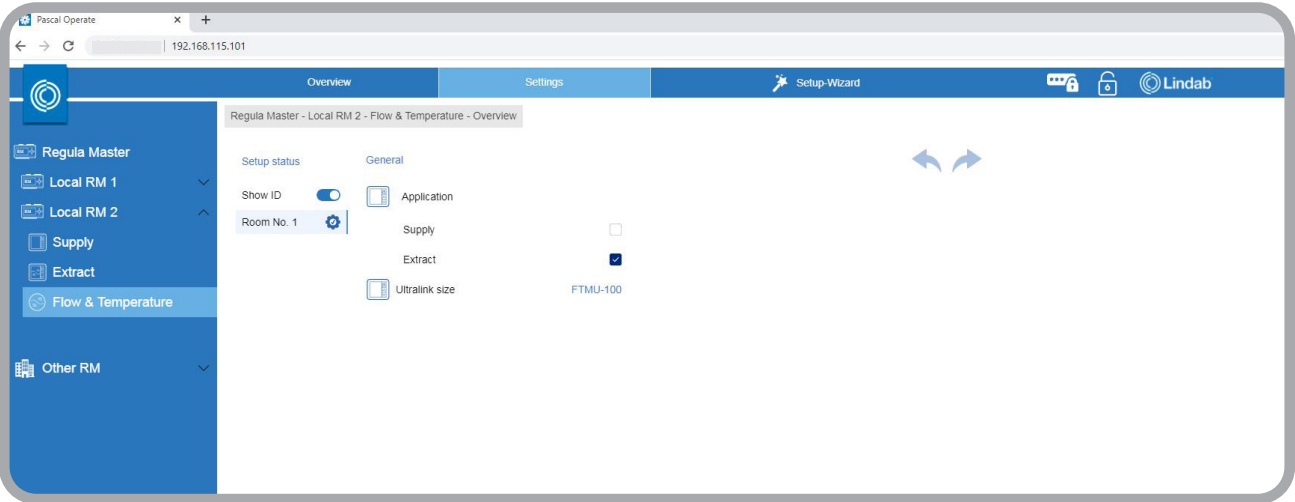 Pascal Operate
192.168.115.101
Overview Settings Setup-Wizard Lindab
Regula Master - Local RM 2 - Flow & Temperature - Overview
Regula Master
Local RM 1
Local RM 2
Supply
Extract
Flow & Temperature
Other RM
Setup status
Show ID
Room No. 1
General
Application
Supply
Extract
Ultralink size FTMU-100